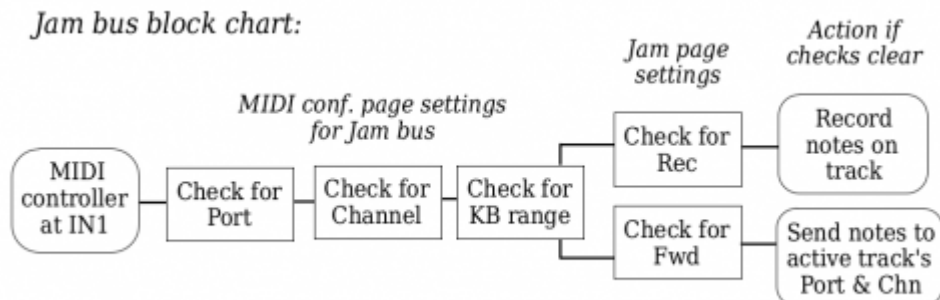 Jam bus block chart:
Action if
checks clear
Jam page
settings
MIDI conf. page settings
for Jam bus
MIDI
controller
at IN1
Check for
Port
Check for
Channel
Check for
KB range
Check for
Rec
Record
notes on
track
Check for
Fwd
Send notes to
active track's
Port & Chn